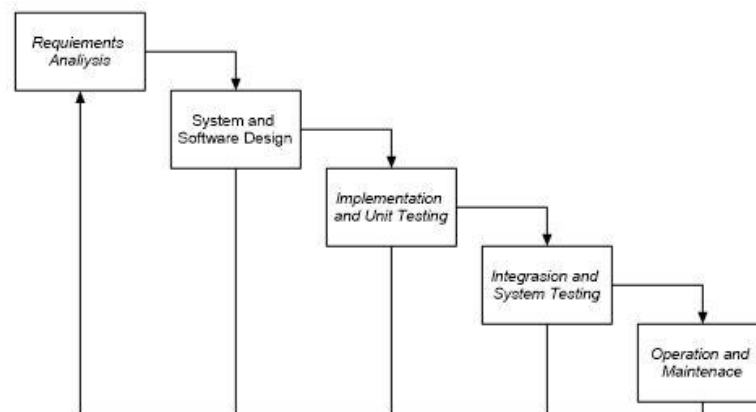 Requiements
Analiysis
System and
Software Design
Implementation
and Unit Testing
Integrasion and
System Testing
Operation and
Maintenace